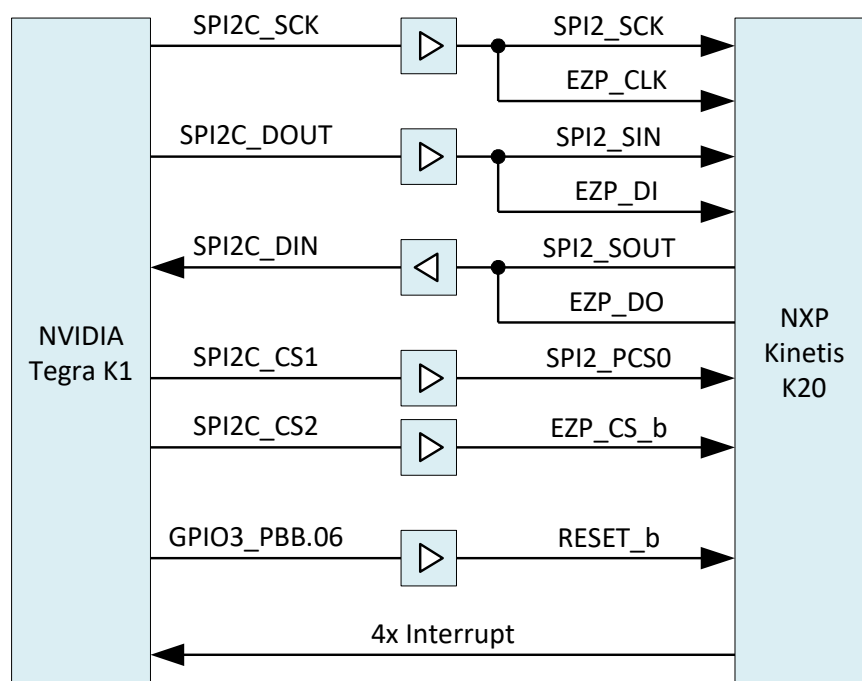 SPI2C_SCK
SPI2_SCK
EZP_CLK
SPI2C_DOUT
SPI2_SIN
EZP_DI
SPI2C_DIN
SPI2_SOUT
EZP_DO
NVIDIA
Tegra K1
NXP
Kinetis
K20
SPI2C_CS1
SPI2_PCS0
SPI2C_CS2
EZP_CS_b
GPIO3_PBB.06
RESET_b
4x Interrupt